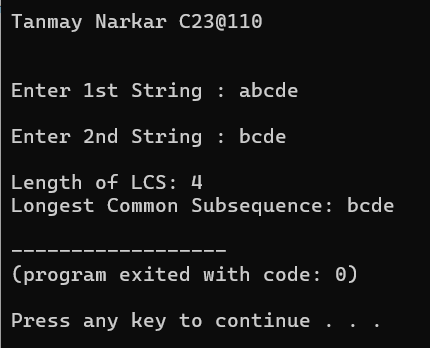 Tanmay Narkar C23@110
Enter 1st String : abcde
Enter 2nd String : bcde
Length of LCS: 4
Longest Common Subsequence: bcde
------------------
(program exited with code: 0)
Press any key to continue . . .